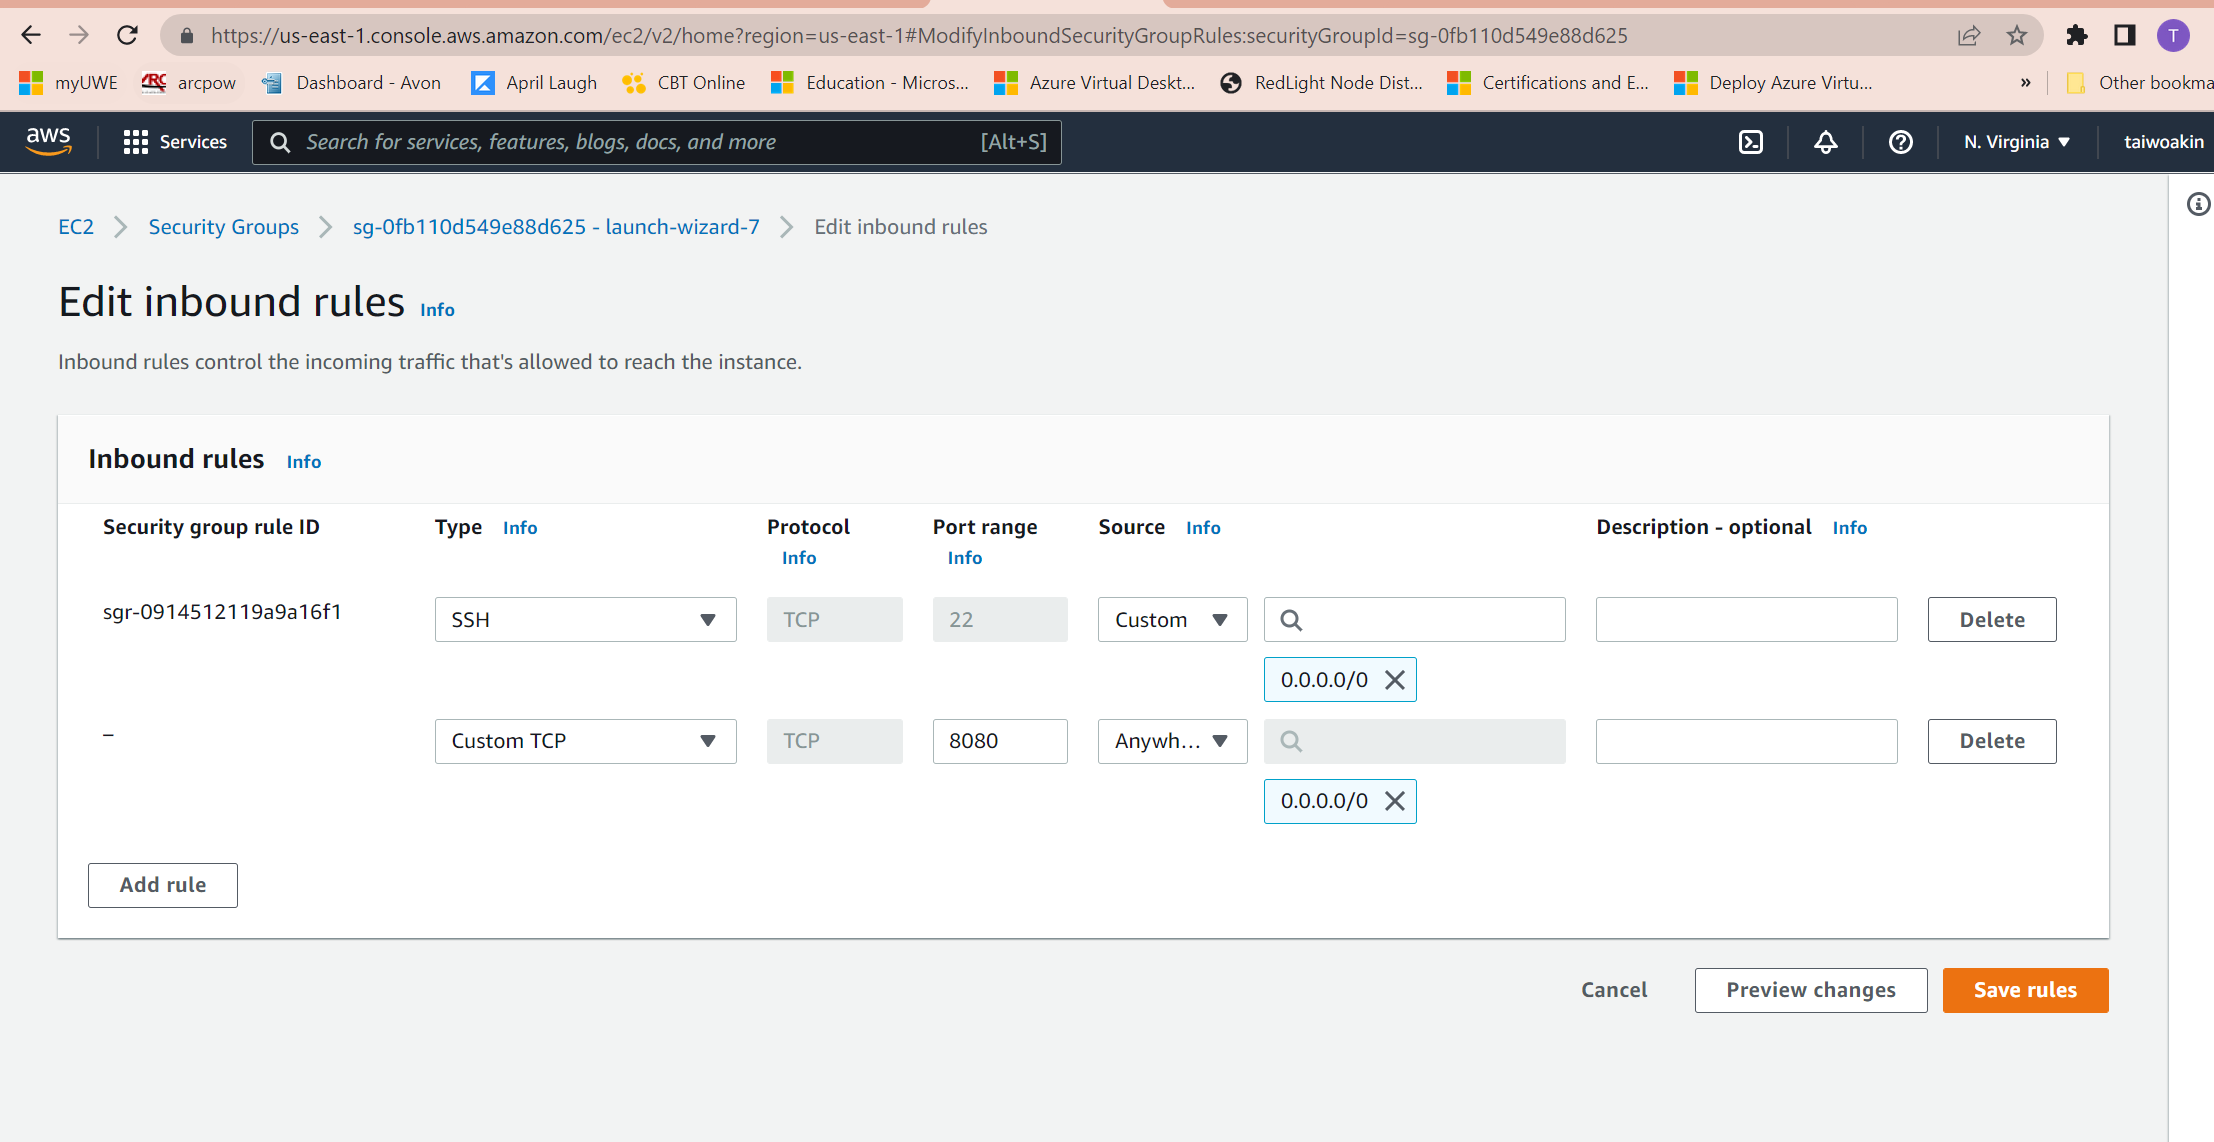 https://us-east-1.console.aws.amazon.com/ec2/v2/home?region=us-east-1#ModifyInboundSecurityGroupRules:securityGroupId=sg-0fb110d549e88d625
T
myUWE ARC arcpow Dashboard - Avon April Laugh CBT Online Education - Micros... Azure Virtual Deskt... RedLight Node Dist... Certifications and E... Deploy Azure Virtu... » Other bookma
aws Services Search for services, features, blogs, docs, and more [Alt+S] N. Virginia taiwoakin
EC2 Security Groups sg-0fb110d549e88d625 - launch-wizard-7 Edit inbound rules
Edit inbound rules Info
Inbound rules control the incoming traffic that's allowed to reach the instance.
Inbound rules Info
Security group rule ID Type Info Protocol Port range Source Info Description - optional Info
Info Info
sgr-0914512119a9a16f1 SSH TCP 22 Custom Delete
0.0.0.0/0
– Custom TCP TCP 8080 Anywh... Delete
0.0.0.0/0
Add rule
Cancel Preview changes Save rules